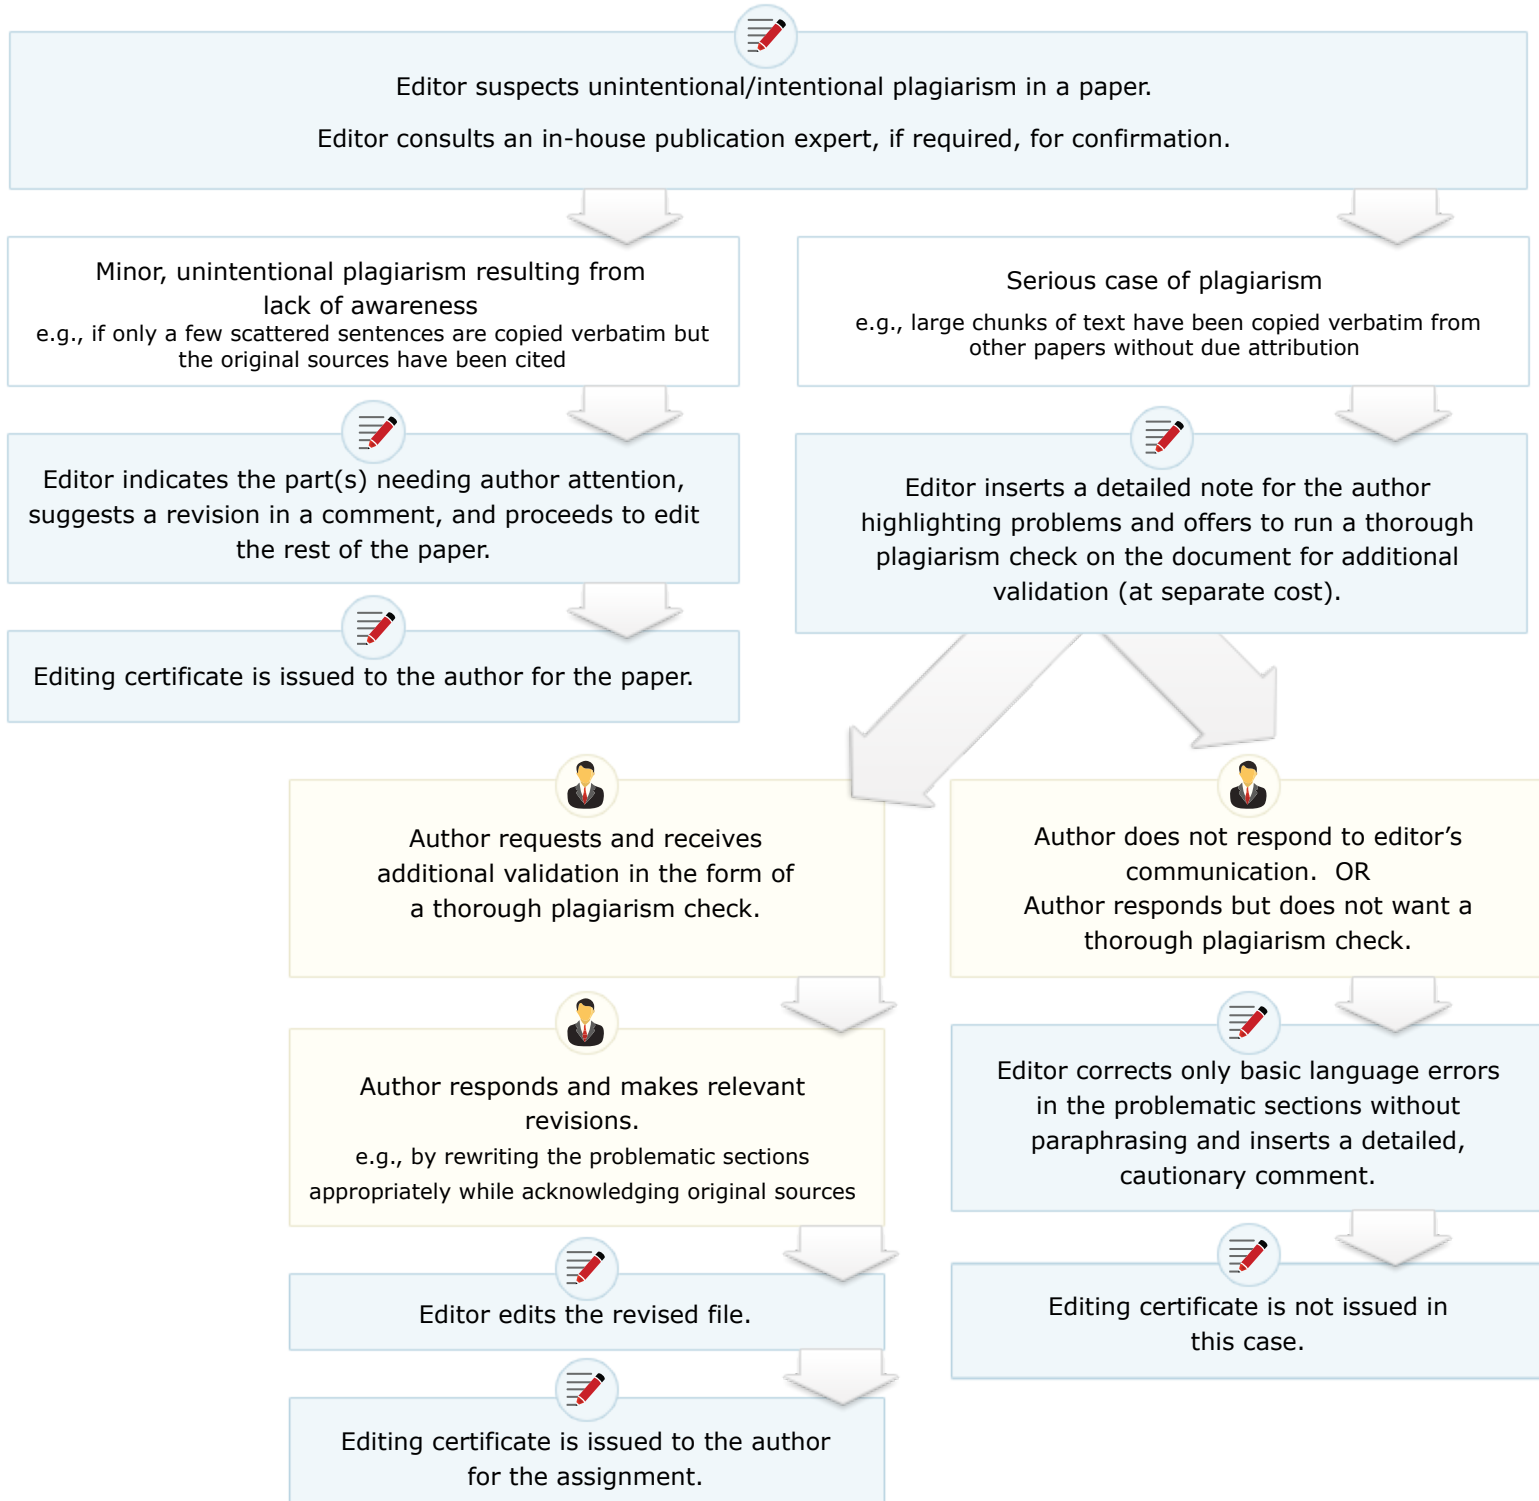 Editor suspects unintentional/intentional plagiarism in a paper.
Editor consults an in-house publication expert, if required, for confirmation.
Minor, unintentional plagiarism resulting from
lack of awareness
e.g., if only a few scattered sentences are copied verbatim but
the original sources have been cited
Serious case of plagiarism
e.g., large chunks of text have been copied verbatim from
other papers without due attribution
Editor indicates the part(s) needing author attention,
suggests a revision in a comment, and proceeds to edit
the rest of the paper.
Editor inserts a detailed note for the author
highlighting problems and offers to run a thorough
plagiarism check on the document for additional
validation (at separate cost).
Editing certificate is issued to the author for the paper.
Author requests and receives
additional validation in the form of
a thorough plagiarism check.
Author does not respond to editor’s
communication.  OR
Author responds but does not want a
thorough plagiarism check.
Author responds and makes relevant
revisions.
e.g., by rewriting the problematic sections
appropriately while acknowledging original sources
Editor corrects only basic language errors
in the problematic sections without
paraphrasing and inserts a detailed,
cautionary comment.
Editor edits the revised file.
Editing certificate is not issued in
this case.
Editing certificate is issued to the author
for the assignment.